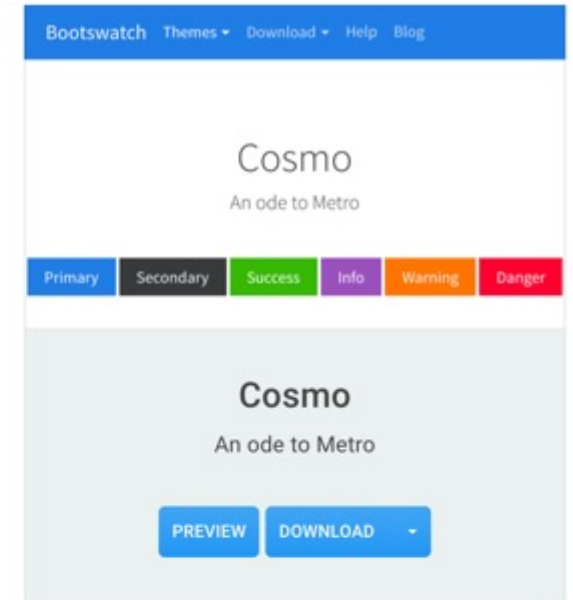 Bootswatch Themes Download Help Blog
Cosmo
An ode to Metro
Primary Secondary Success Info Warning Danger
Cosmo
An ode to Metro
PREVIEW DOWNLOAD